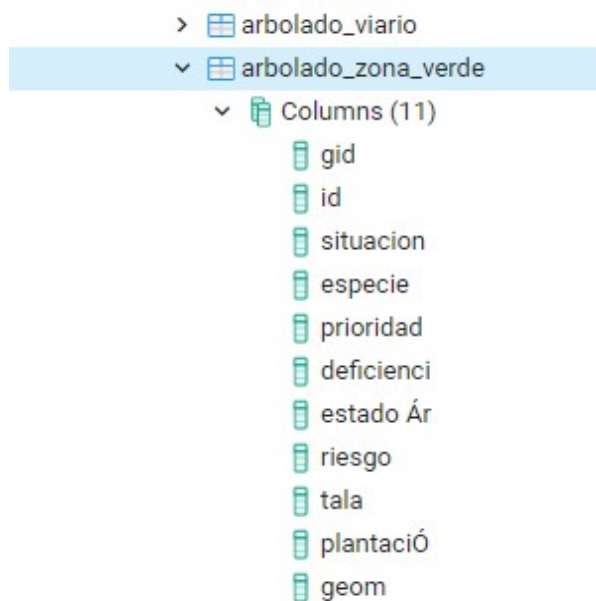 arbolado_viario
arbolado_zona_verde
Columns (11)
gid
id
situacion
especie
prioridad
deficienci
estado Ár
riesgo
tala
plantaciÓ
geom